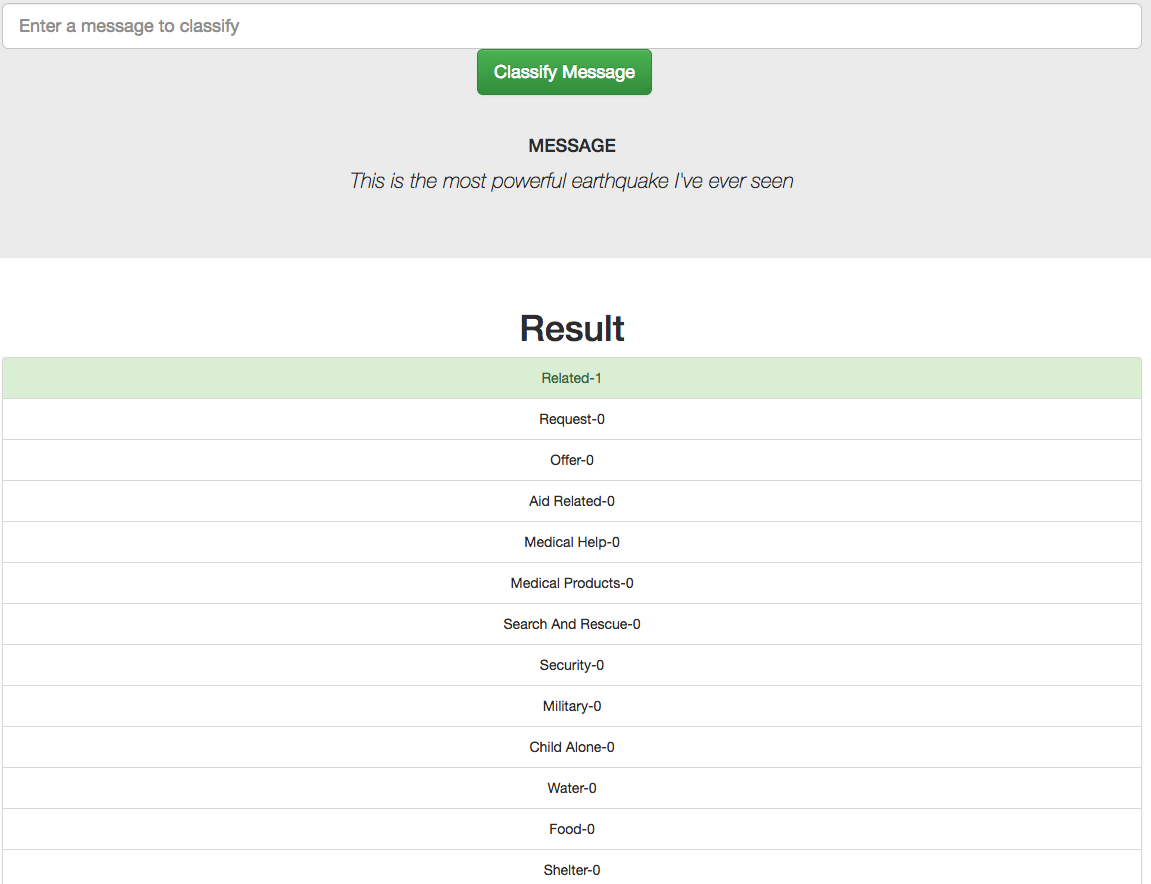 Enter a message to classify
Classify Message
MESSAGE
This is the most powerful earthquake I've ever seen
Result
Related-1
Request-0
Offer-0
Aid Related-0
Medical Help-0
Medical Products-0
Search And Rescue-0
Security-0
Military-0
Child Alone-0
Water-0
Food-0
Shelter-0